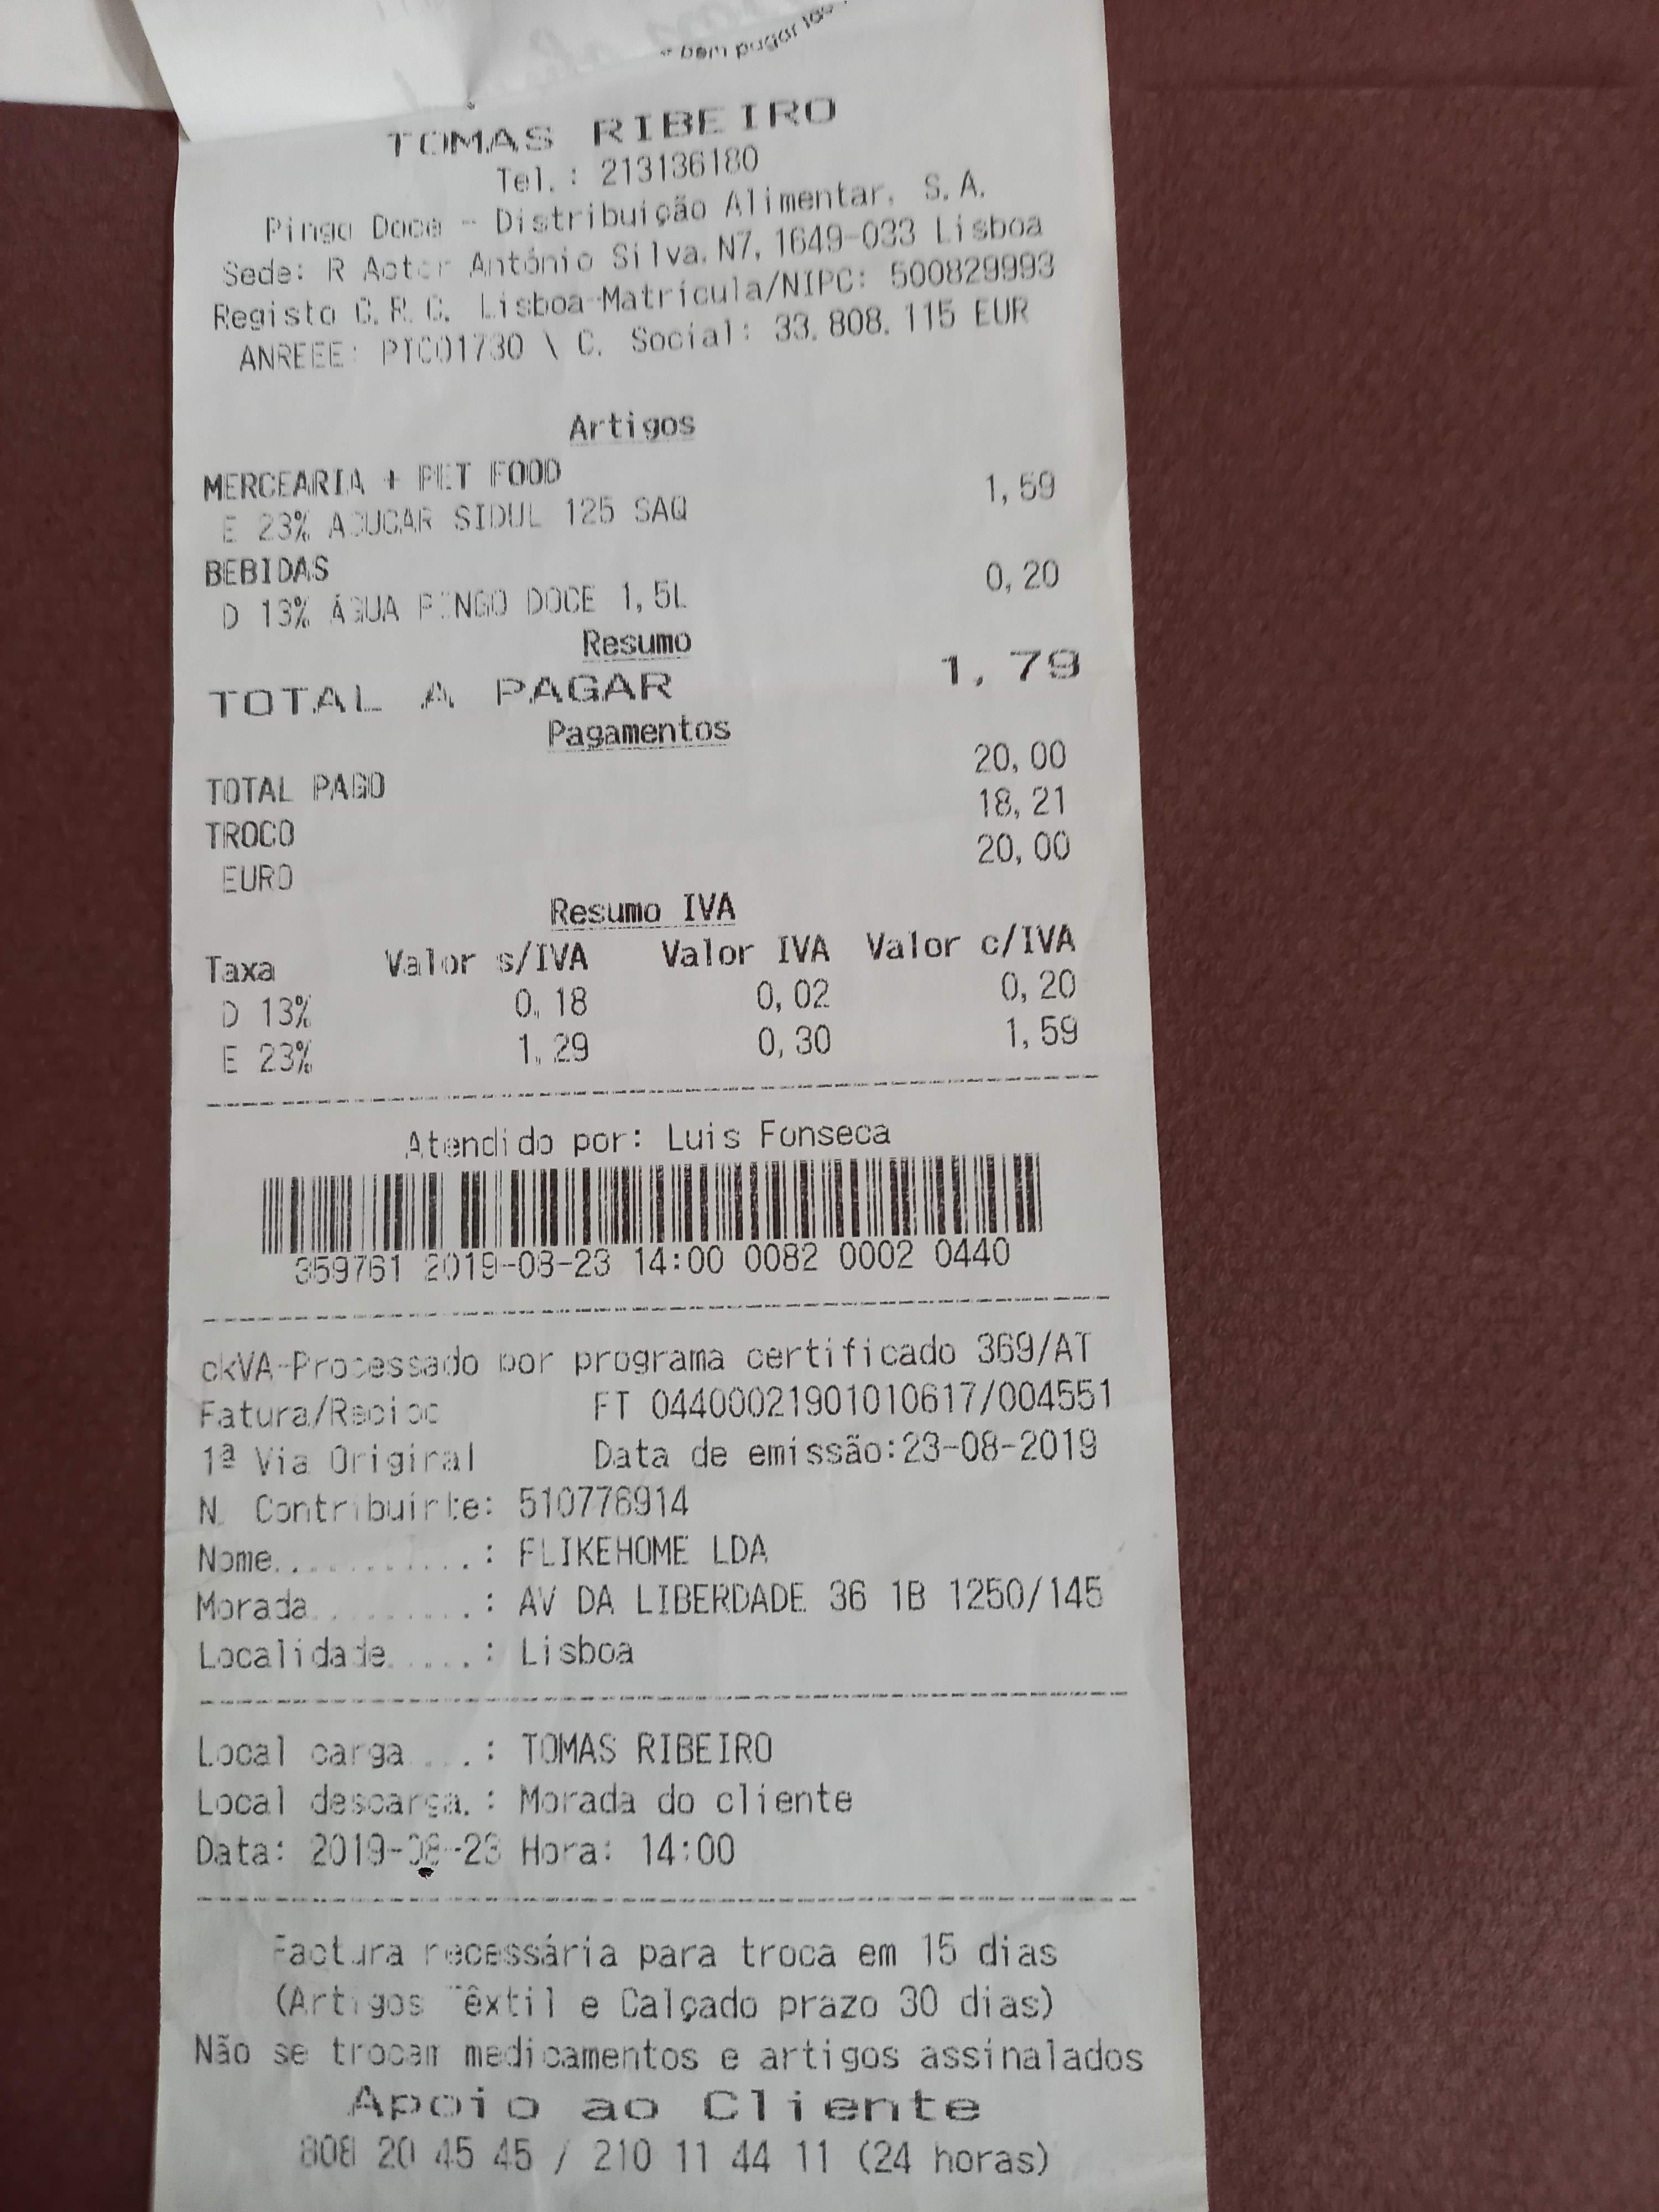 bem pagar
TOMAS RIBEIRO
Tel.: 213136180
Pingo Doce - Distribuição Alimentar, S.A.
Sede: R Actor António Silva,N7, 1649-033 Lisboa
Registo C.R.C. Lisboa-Matrícula/NIPC: 500829993
ANREEE: PTC01730 \ C. Social: 33.808.115 EUR
Artigos
MERCEARIA + PET FOOD
E 23% ACUCAR SIDUL 125 SAQ 1,59
BEBIDAS
D 13% ÁGUA PINGO DOCE 1,5L 0,20
Resumo
TOTAL A PAGAR 1,79
Pagamentos
TOTAL PAGO 20,00
TROCO 18,21
EURO 20,00
Resumo IVA
Taxa Valor s/IVA Valor IVA Valor c/IVA
D 13% 0,18 0,02 0,20
E 23% 1,29 0,30 1,59
Atendido por: Luis Fonseca
359761 2019-08-23 14:00 0082 0002 0440
ckVA-Processado por programa certificado 369/AT
Fatura/Recibo FT 04400021901010617/004551
1ª Via Original Data de emissão:23-08-2019
N. Contribuinte: 510776914
Nome...........: FLIKEHOME LDA
Morada.........: AV DA LIBERDADE 36 1B 1250/145
Localidade.....: Lisboa
Local carga....: TOMAS RIBEIRO
Local descarga.: Morada do cliente
Data: 2019-08-23 Hora: 14:00
Factura necessária para troca em 15 dias
(Artigos Têxtil e Calçado prazo 30 dias)
Não se trocam medicamentos e artigos assinalados
Apoio ao Cliente
808 20 45 45 / 210 11 44 11 (24 horas)